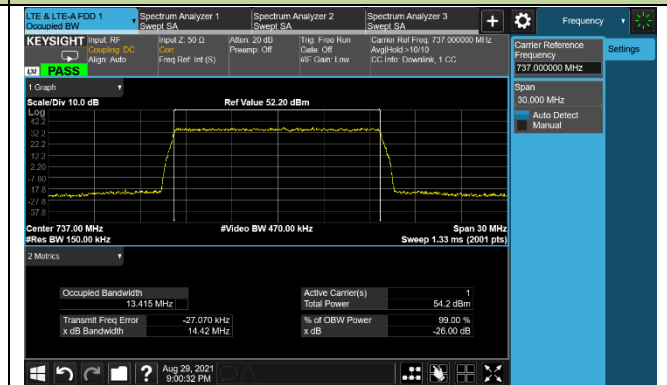 LTE & LTE-A FDD 1
Occupied BW
Spectrum Analyzer 1
Swept SA
Spectrum Analyzer 2
Swept SA
Spectrum Analyzer 3
Swept SA
+
Frequency
KEYSIGHT
Input: RF
Coupling: DC
Align: Auto
Input Z: 50 Ω
Corr
Freq Ref: Int (S)
Atten: 20 dB
Preamp: Off
Trig: Free Run
Gate: Off
#IF Gain: Low
Carrier Ref Freq: 737.000000 MHz
Avg|Hold:>10/10
CC Info: Downlink, 1 CC
LXI
PASS
Carrier Reference
Frequency
737.000000 MHz
Settings
Span
30.000 MHz
Auto Detect
Manual
1 Graph
Scale/Div 10.0 dB
Ref Value 52.20 dBm
Log
42.2
32.2
22.2
12.2
2.20
-7.80
-17.8
-27.8
-37.8
Center 737.00 MHz
#Video BW 470.00 kHz
Span 30 MHz
#Res BW 150.00 kHz
Sweep 1.33 ms (2001 pts)
2 Metrics
Occupied Bandwidth
13.415 MHz
Active Carrier(s) 1
Total Power 54.2 dBm
Transmit Freq Error -27.070 kHz
% of OBW Power 99.00 %
x dB Bandwidth 14.42 MHz
x dB -26.00 dB
?
Aug 29, 2021
9:00:32 PM